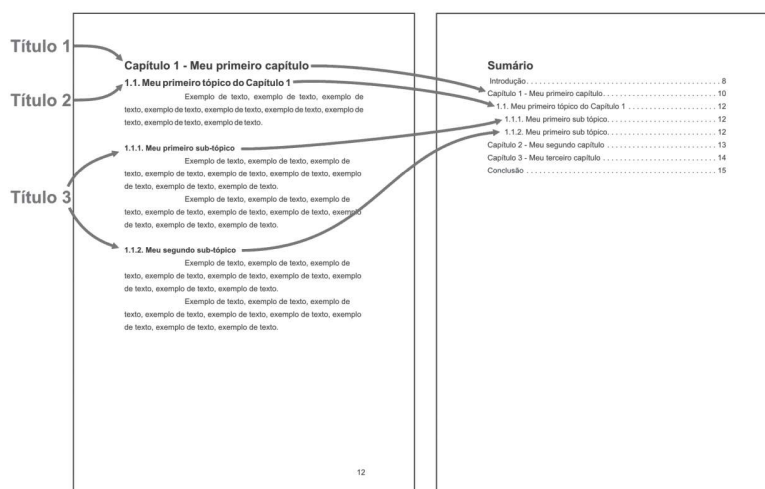 Título 1
Título 2
Título 3
Capítulo 1 - Meu primeiro capítulo
1.1. Meu primeiro tópico do Capítulo 1
Exemplo de texto, exemplo de texto, exemplo de
texto, exemplo de texto, exemplo de texto, exemplo de texto, exemplo de
texto, exemplo de texto, exemplo de texto.
1.1.1. Meu primeiro sub-tópico
Exemplo de texto, exemplo de texto, exemplo de
texto, exemplo de texto, exemplo de texto, exemplo de texto, exemplo
de texto, exemplo de texto, exemplo de texto.
Exemplo de texto, exemplo de texto, exemplo de
texto, exemplo de texto, exemplo de texto, exemplo de texto, exemplo
de texto, exemplo de texto, exemplo de texto.
1.1.2. Meu segundo sub-tópico
Exemplo de texto, exemplo de texto, exemplo de
texto, exemplo de texto, exemplo de texto, exemplo de texto, exemplo
de texto, exemplo de texto, exemplo de texto.
Exemplo de texto, exemplo de texto, exemplo de
texto, exemplo de texto, exemplo de texto, exemplo de texto, exemplo
de texto, exemplo de texto, exemplo de texto.
12
Sumário
Introdução. . . . . . . . . . . . . . . . . . . . 8
Capítulo 1 - Meu primeiro capítulo. . . . . . . . . . . . . . . . . . . . 10
1.1. Meu primeiro tópico do Capítulo 1 . . . . . . . . . . . . . . . . . . . . 12
1.1.1. Meu primeiro sub tópico. . . . . . . . . . . . . . . . . . . . 12
1.1.2. Meu primeiro sub tópico. . . . . . . . . . . . . . . . . . . . 12
Capítulo 2 - Meu segundo capítulo . . . . . . . . . . . . . . . . . . . . 13
Capítulo 3 - Meu terceiro capítulo . . . . . . . . . . . . . . . . . . . . 14
Conclusão . . . . . . . . . . . . . . . . . . . . 15